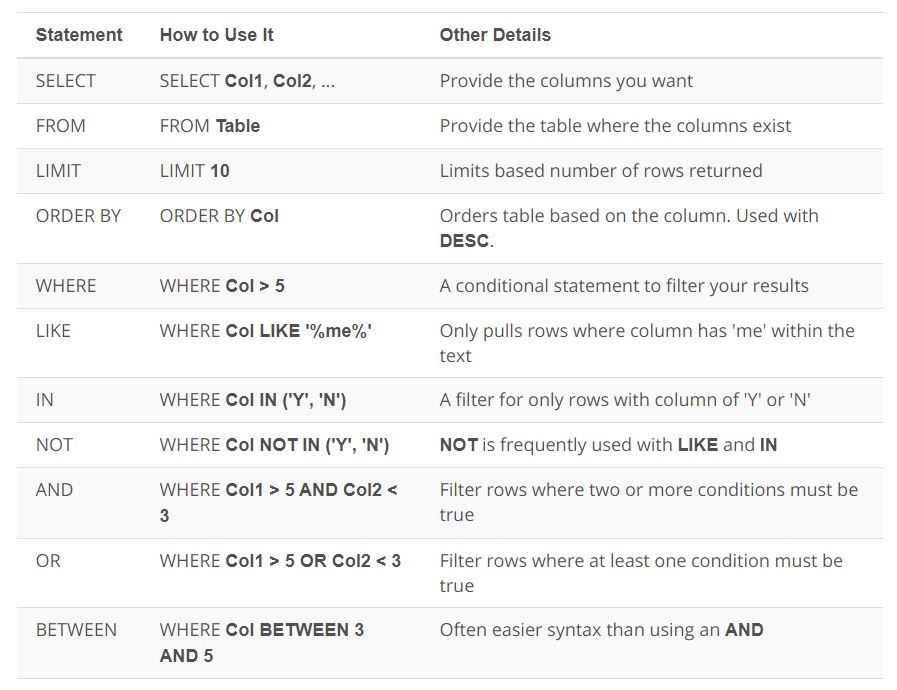 Statement How to Use It Other Details
SELECT SELECT Col1, Col2, ... Provide the columns you want
FROM FROM Table Provide the table where the columns exist
LIMIT LIMIT 10 Limits based number of rows returned
ORDER BY ORDER BY Col Orders table based on the column. Used with
DESC.
WHERE WHERE Col > 5 A conditional statement to filter your results
LIKE WHERE Col LIKE '%me%' Only pulls rows where column has 'me' within the
text
IN WHERE Col IN ('Y', 'N') A filter for only rows with column of 'Y' or 'N'
NOT WHERE Col NOT IN ('Y', 'N') NOT is frequently used with LIKE and IN
AND WHERE Col1 > 5 AND Col2 < Filter rows where two or more conditions must be
3 true
OR WHERE Col1 > 5 OR Col2 < 3 Filter rows where at least one condition must be
true
BETWEEN WHERE Col BETWEEN 3 Often easier syntax than using an AND
AND 5